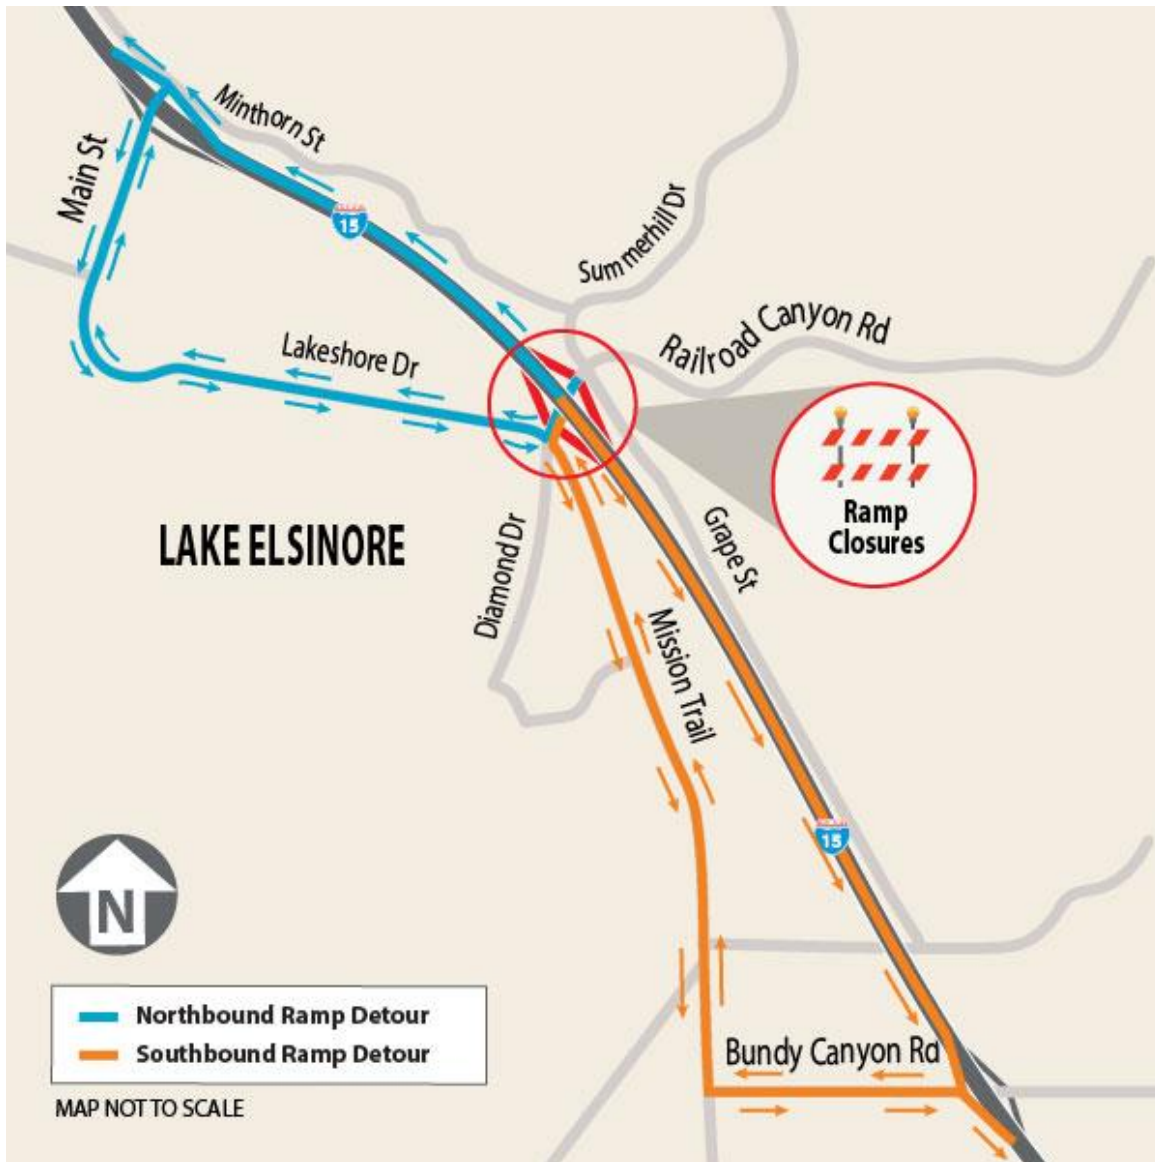 Minthorn St
Main St
15
Summerhill Dr
Railroad Canyon Rd
Lakeshore Dr
Ramp
Closures
LAKE ELSINORE
Grape St
Diamond Dr
Mission Trail
15
N
Northbound Ramp Detour
Southbound Ramp Detour
Bundy Canyon Rd
MAP NOT TO SCALE